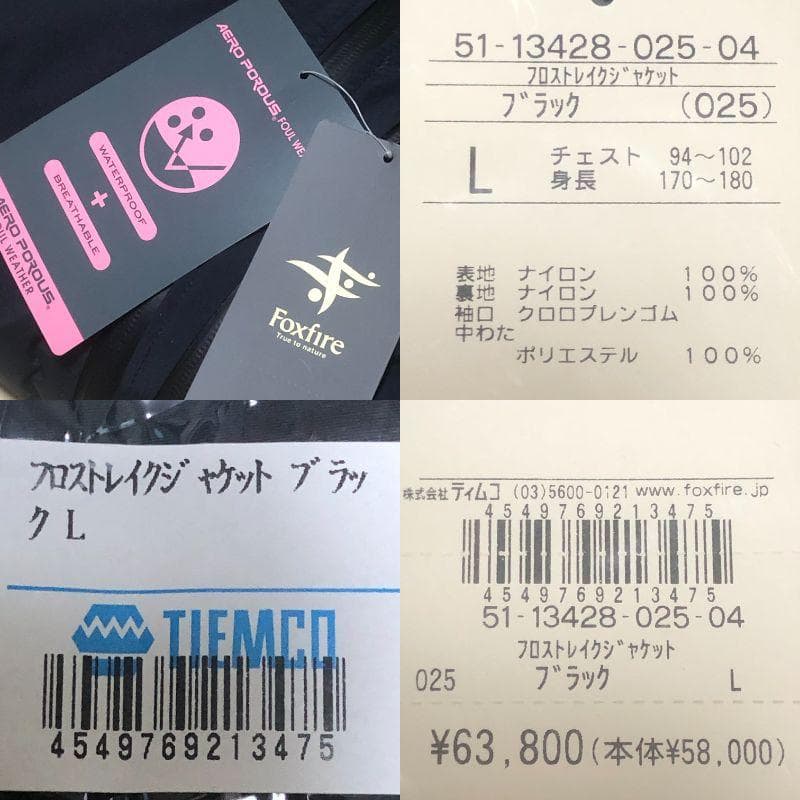 AERO POROUS®
FOUL WEATHER
WATERPROOF
+
BREATHABLE
AERO POROUS®
FOUL WEATHER
Foxfire
True to nature
51-13428-025-04
フロストレイクジャケット
ブラック (025)
L チェスト 94〜102
身長 170〜180
表地 ナイロン 100%
裏地 ナイロン 100%
袖口 クロロプレンゴム
中わた
ポリエステル 100%
フロストレイクジャケット ブラッ
ク L
TIEMCO
4549769213475
株式会社ティムコ (03)5600-0121 www.foxfire.jp
4549769213475
4549769213475
51-13428-025-04
フロストレイクジャケット
025 ブラック L
¥63,800(本体¥58,000)